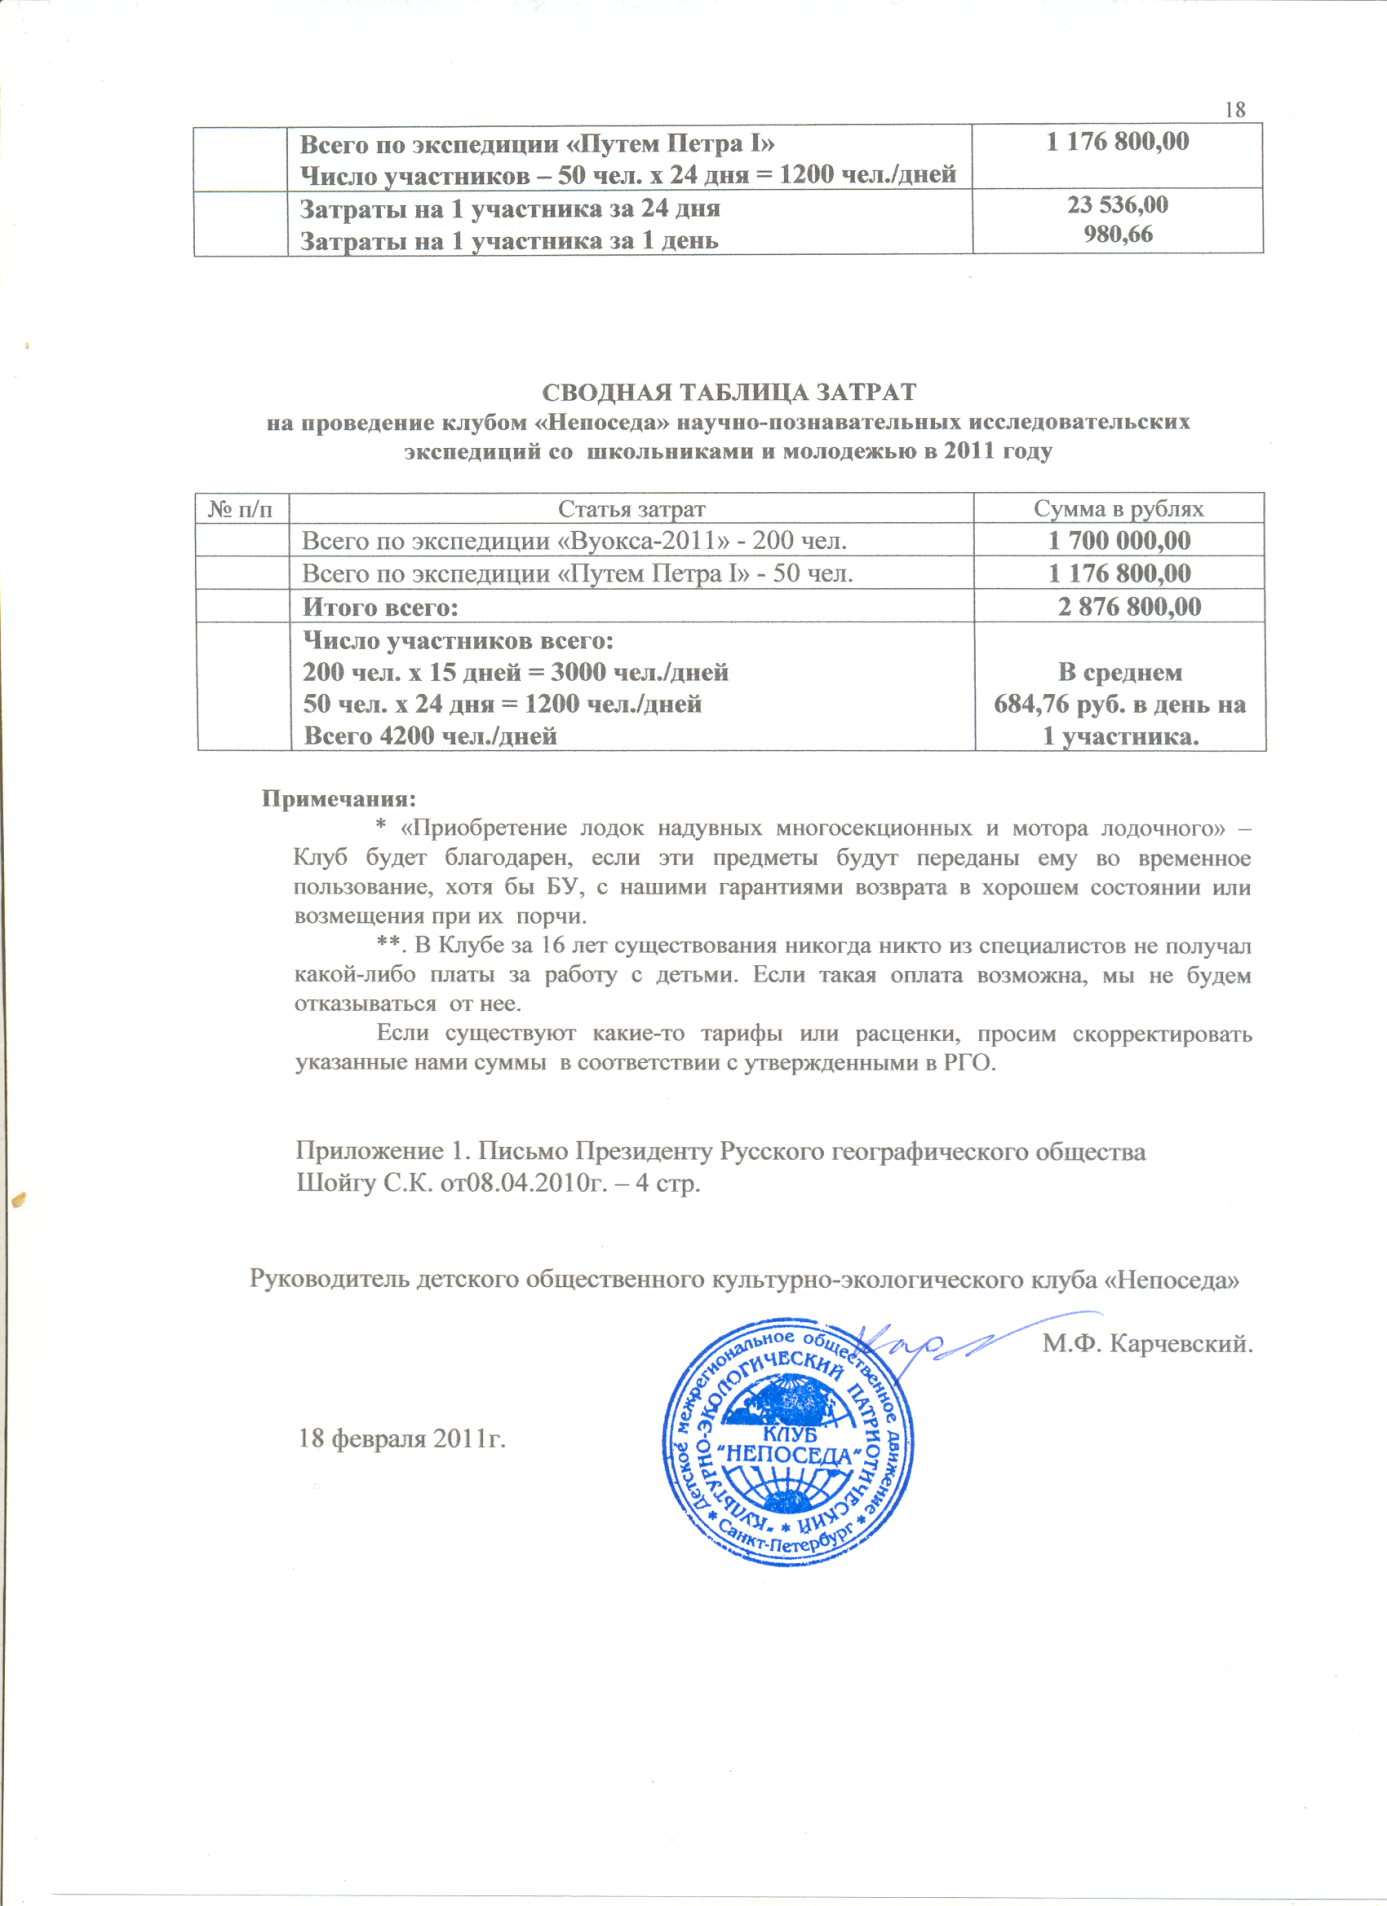 18
Всего по экспедиции «Путем Петра I»
1 176 800,00
Число участников – 50 чел. х 24 дня = 1200 чел./дней
Затраты на 1 участника за 24 дня
23 536,00
Затраты на 1 участника за 1 день
980,66
СВОДНАЯ ТАБЛИЦА ЗАТРАТ
на проведение клубом «Непоседа» научно-познавательных исследовательских
экспедиций со школьниками и молодежью в 2011 году
№ п/п Статья затрат Сумма в рублях
Всего по экспедиции «Вуокса-2011» - 200 чел. 1 700 000,00
Всего по экспедиции «Путем Петра I» - 50 чел. 1 176 800,00
Итого всего: 2 876 800,00
Число участников всего:
200 чел. х 15 дней = 3000 чел./дней
50 чел. х 24 дня = 1200 чел./дней
Всего 4200 чел./дней
В среднем
684,76 руб. в день на
1 участника.
Примечания:
* «Приобретение лодок надувных многосекционных и мотора лодочного» –
Клуб будет благодарен, если эти предметы будут переданы ему во временное
пользование, хотя бы БУ, с нашими гарантиями возврата в хорошем состоянии или
возмещения при их порчи.
**. В Клубе за 16 лет существования никогда никто из специалистов не получал
какой-либо платы за работу с детьми. Если такая оплата возможна, мы не будем
отказываться от нее.
Если существуют какие-то тарифы или расценки, просим скорректировать
указанные нами суммы в соответствии с утвержденными в РГО.
Приложение 1. Письмо Президенту Русского географического общества
Шойгу С.К. от08.04.2010г. – 4 стр.
Руководитель детского общественного культурно-экологического клуба «Непоседа»
М.Ф. Карчевский.
18 февраля 2011г.
* Детское межрегиональное общественное движение *
Санкт-Петербург
"КУЛЬТУРНО-ЭКОЛОГИЧЕСКИЙ ПАТРИОТИЧЕСКИЙ *
КЛУБ
"НЕПОСЕДА"